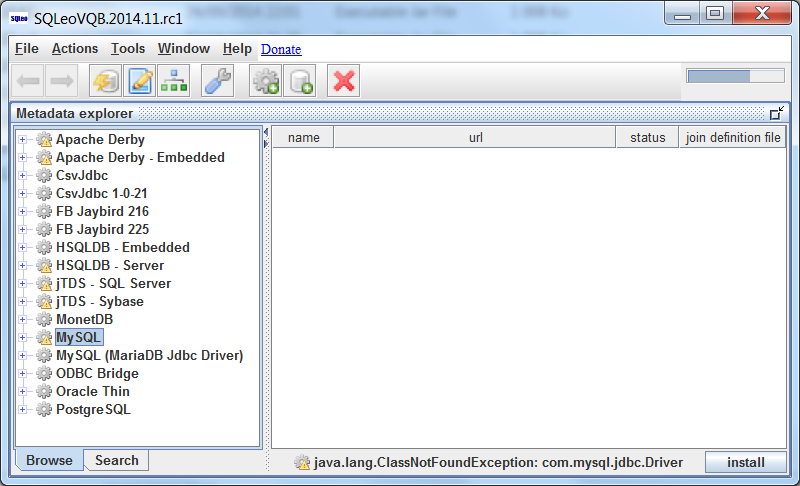 SQLeo SQLeoVQB.2014.11.rc1
File Actions Tools Window Help Donate
Metadata explorer
Apache Derby
Apache Derby - Embedded
CsvJdbc
CsvJdbc 1-0-21
FB Jaybird 216
FB Jaybird 225
HSQLDB - Embedded
HSQLDB - Server
jTDS - SQL Server
jTDS - Sybase
MonetDB
MySQL
MySQL (MariaDB Jdbc Driver)
ODBC Bridge
Oracle Thin
PostgreSQL
Browse Search
name url status join definition file
java.lang.ClassNotFoundException: com.mysql.jdbc.Driver install